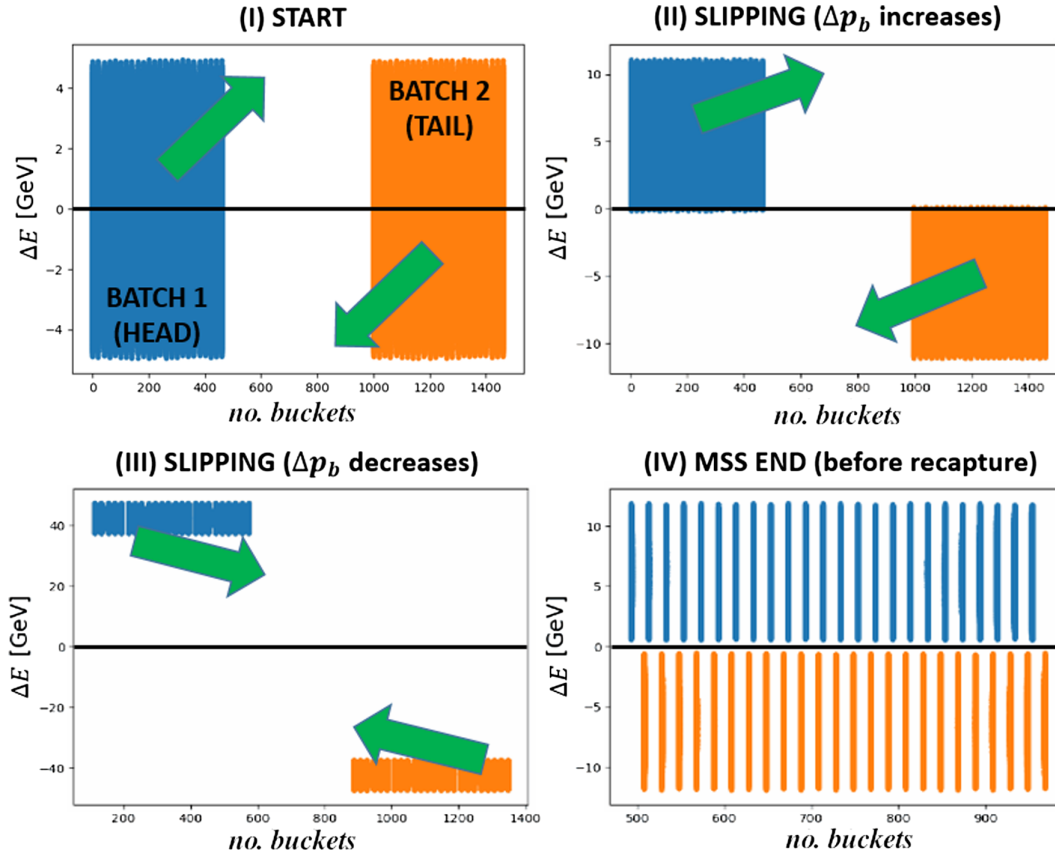 (I) START
4
2
0
−2
−4
ΔE [GeV]
BATCH 1
(HEAD)
BATCH 2
(TAIL)
0 200 400 600 800 1000 1200 1400
no. buckets
(II) SLIPPING (Δp_b increases)
10
5
0
−5
−10
ΔE [GeV]
0 200 400 600 800 1000 1200 1400
no. buckets
(III) SLIPPING (Δp_b decreases)
40
20
0
−20
−40
ΔE [GeV]
200 400 600 800 1000 1200 1400
no. buckets
(IV) MSS END (before recapture)
10
5
0
−5
−10
ΔE [GeV]
500 600 700 800 900
no. buckets